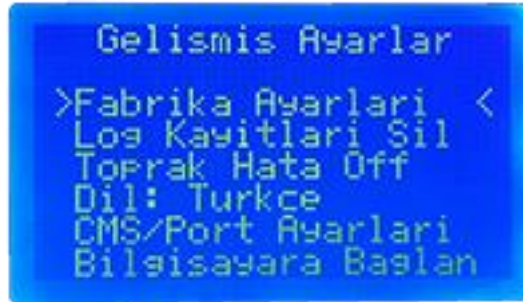 Gelismis Ayarlar
>Fabrika Ayarlari <
Log Kayitlari Sil
Toprak Hata Off
Dil: Turkce
CMS/Port Ayarlari
Bilgisayara Baglan